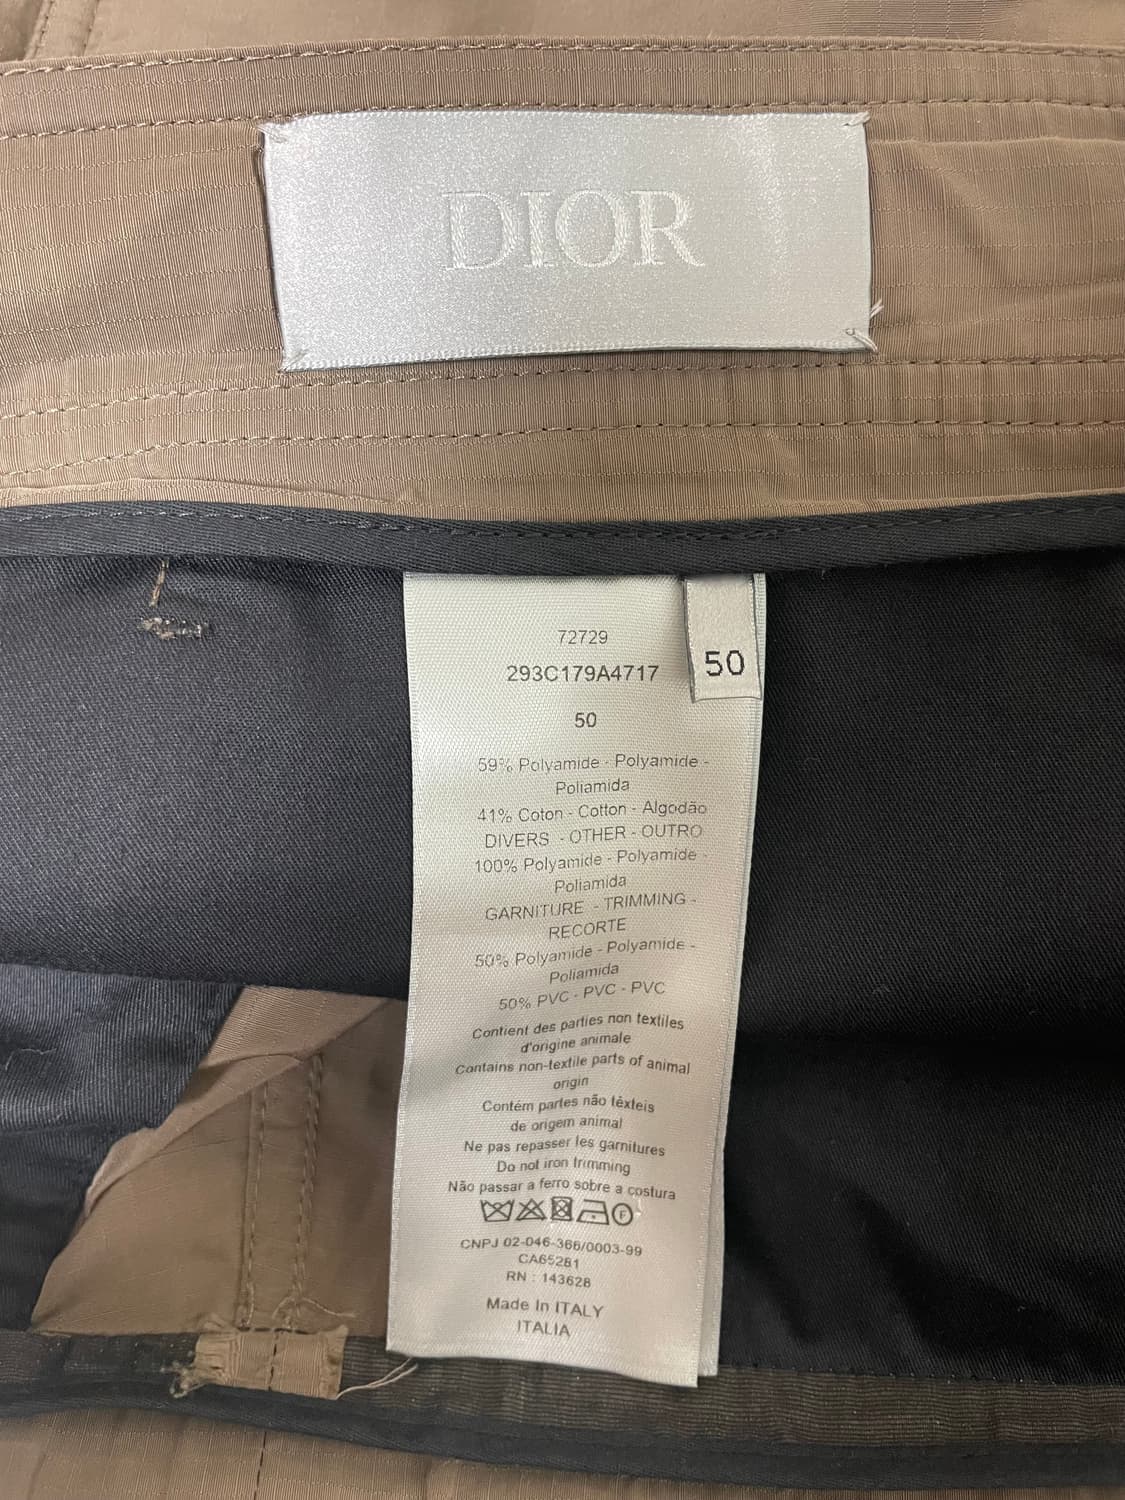 DIOR
72729
293C179A4717
50
50
59% Polyamide - Polyamide -
Poliamida
41% Coton - Cotton - Algodão
DIVERS - OTHER - OUTRO
100% Polyamide - Polyamide -
Poliamida
GARNITURE - TRIMMING -
RECORTE
50% Polyamide - Polyamide -
Poliamida
50% PVC - PVC - PVC
Contient des parties non textiles
d'origine animale
Contains non-textile parts of animal
origin
Contém partes não têxteis
de origem animal
Ne pas repasser les garnitures
Do not iron trimming
Não passar a ferro sobre a costura
F
CNPJ 02-046-366/0003-99
CA65281
RN : 143628
Made In ITALY
ITALIA